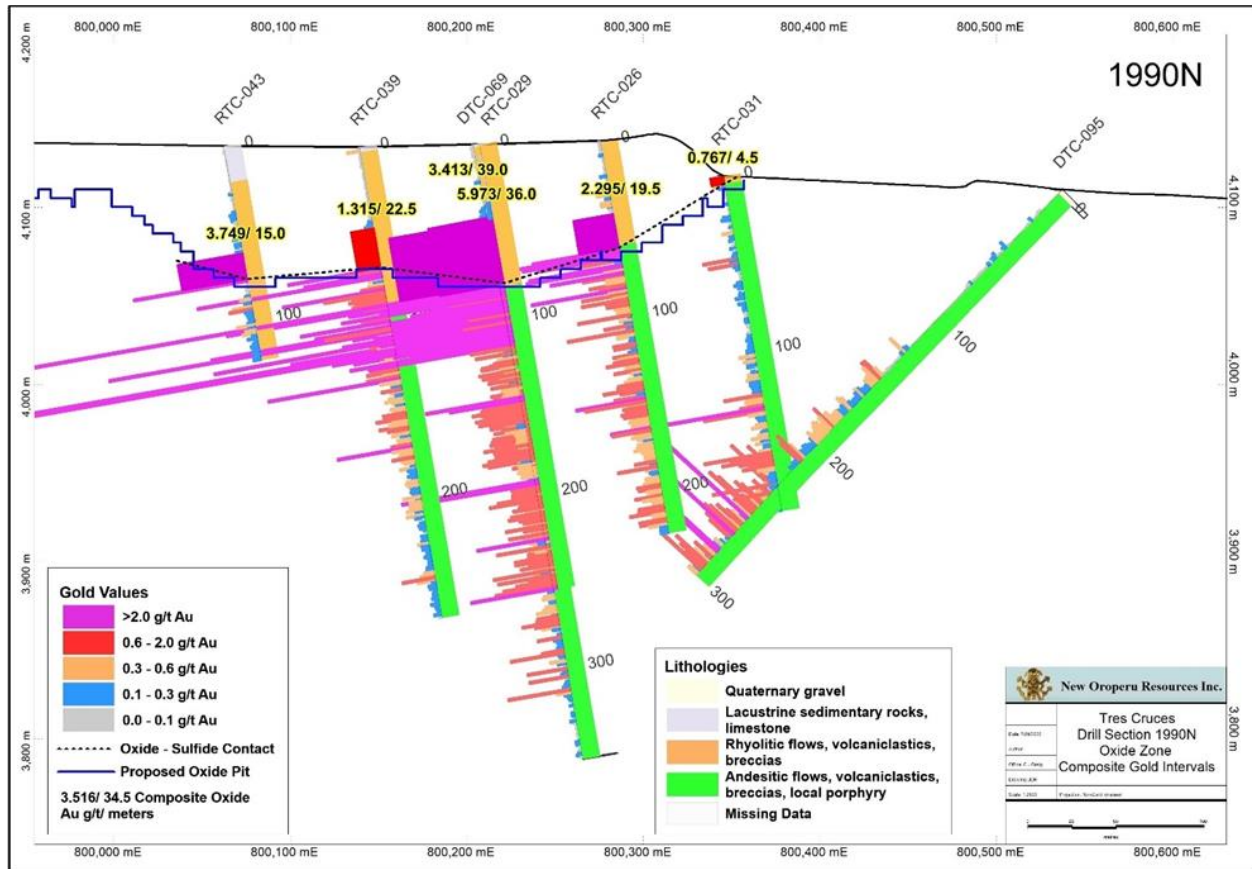 800,000 mE 800,100 mE 800,200 mE 800,300 mE 800,400 mE 800,500 mE 800,600 mE
4,200 m
1990N
RTC-043
RTC-039
DTC-069
RTC-029
RTC-026
RTC-031
DTC-095
0
0
0
0
0
0
3.413/ 39.0
5.973/ 36.0
0.767/ 4.5
2.295/ 19.5
1.315/ 22.5
3.749/ 15.0
4,100 m
4,100 m
100
100
100
100
100
4,000 m
4,000 m
200
200
200
200
3,900 m
3,900 m
300
300
3,800 m
3,800 m
Gold Values
>2.0 g/t Au
0.6 - 2.0 g/t Au
0.3 - 0.6 g/t Au
0.1 - 0.3 g/t Au
0.0 - 0.1 g/t Au
Oxide - Sulfide Contact
Proposed Oxide Pit
3.516/ 34.5 Composite Oxide
Au g/t/ meters
Lithologies
Quaternary gravel
Lacustrine sedimentary rocks,
limestone
Rhyolitic flows, volcaniclastics,
breccias
Andesitic flows, volcaniclastics,
breccias, local porphyry
Missing Data
New Oroperu Resources Inc.
Tres Cruces
Drill Section 1990N
Oxide Zone
Composite Gold Intervals
800,000 mE 800,100 mE 800,200 mE 800,300 mE 800,400 mE 800,500 mE 800,600 mE